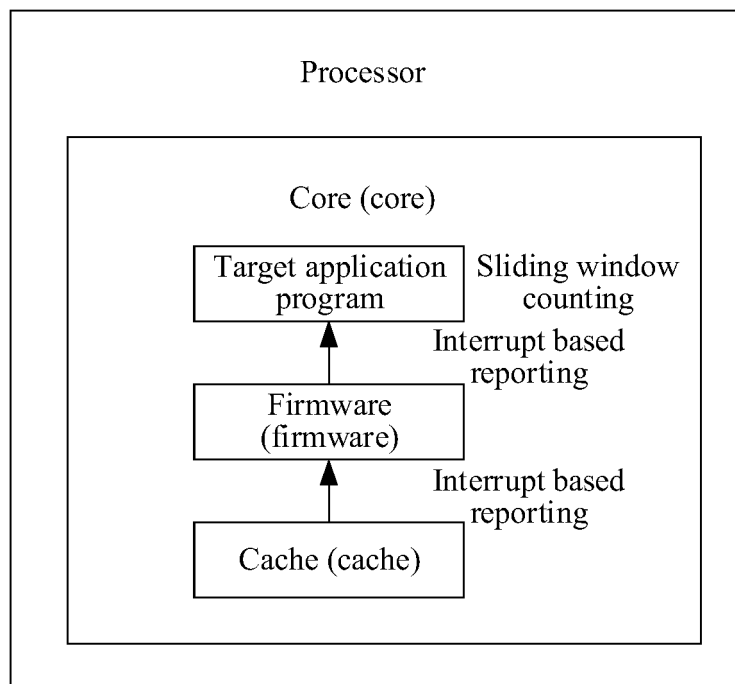 Processor
Core (core)
Target application
program
Sliding window
counting
Interrupt based
reporting
Firmware
(firmware)
Interrupt based
reporting
Cache (cache)